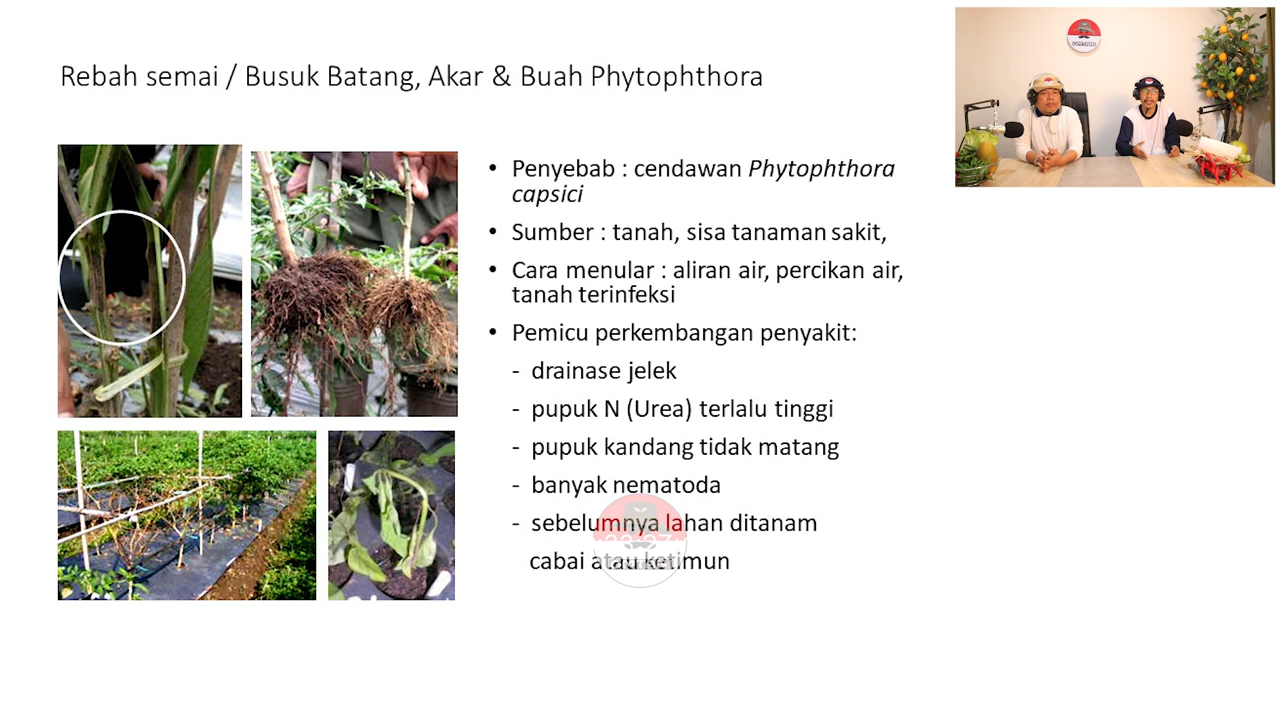 Rebah semai / Busuk Batang, Akar & Buah Phytophthora
• Penyebab : cendawan Phytophthora
capsici
• Sumber : tanah, sisa tanaman sakit,
• Cara menular : aliran air, percikan air,
tanah terinfeksi
• Pemicu perkembangan penyakit:
- drainase jelek
- pupuk N (Urea) terlalu tinggi
- pupuk kandang tidak matang
- banyak nematoda
- sebelumnya lahan ditanam
cabai atau ketimun